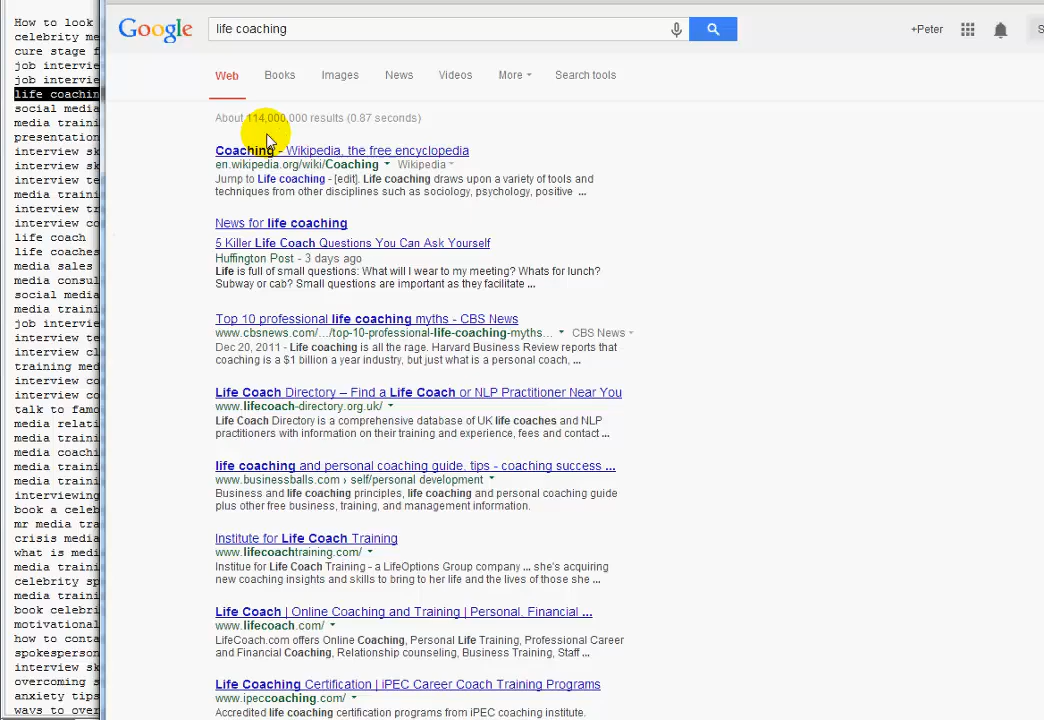 How to look
celebrity me
cure stage f
job intervie
job intervie
life coachin
social media
media traini
presentation
interview sk
interview sk
interview te
media traini
interview tr
interview co
life coach
life coaches
media sales
media consul
social media
media traini
job intervie
interview te
interview cl
training med
interview co
interview co
talk to famo
media relati
media traini
media coachi
media traini
media traini
interviewing
book a celeb
mr media tra
crisis media
what is medi
media traini
celebrity sp
media traini
book celebri
motivational
how to conta
spokesperson
interview sk
overcoming s
anxiety tips
ways to over
Google
life coaching
+Peter
S
Web Books Images News Videos More Search tools
About 114,000,000 results (0.87 seconds)
Coaching - Wikipedia, the free encyclopedia
en.wikipedia.org/wiki/Coaching Wikipedia
Jump to Life coaching - [edit]. Life coaching draws upon a variety of tools and
techniques from other disciplines such as sociology, psychology, positive ...
News for life coaching
5 Killer Life Coach Questions You Can Ask Yourself
Huffington Post - 3 days ago
Life is full of small questions: What will I wear to my meeting? Whats for lunch?
Subway or cab? Small questions are important as they facilitate ...
Top 10 professional life coaching myths - CBS News
www.cbsnews.com/.../top-10-professional-life-coaching-myths... CBS News
Dec 20, 2011 - Life coaching is all the rage. Harvard Business Review reports that
coaching is a $1 billion a year industry, but just what is a personal coach, ...
Life Coach Directory – Find a Life Coach or NLP Practitioner Near You
www.lifecoach-directory.org.uk/
Life Coach Directory is a comprehensive database of UK life coaches and NLP
practitioners with information on their training and experience, fees and contact ...
life coaching and personal coaching guide, tips - coaching success ...
www.businessballs.com › self/personal development
Business and life coaching principles, life coaching and personal coaching guide
plus other free business, training, and management information.
Institute for Life Coach Training
www.lifecoachtraining.com/
Institue for Life Coach Training - a LifeOptions Group company ... she's acquiring
new coaching insights and skills to bring to her life and the lives of those she ...
Life Coach | Online Coaching and Training | Personal, Financial ...
www.lifecoach.com/
LifeCoach.com offers Online Coaching, Personal Life Training, Professional Career
and Financial Coaching, Relationship counseling, Business Training, Staff ...
Life Coaching Certification | iPEC Career Coach Training Programs
www.ipeccoaching.com/
Accredited life coaching certification programs from iPEC coaching institute.